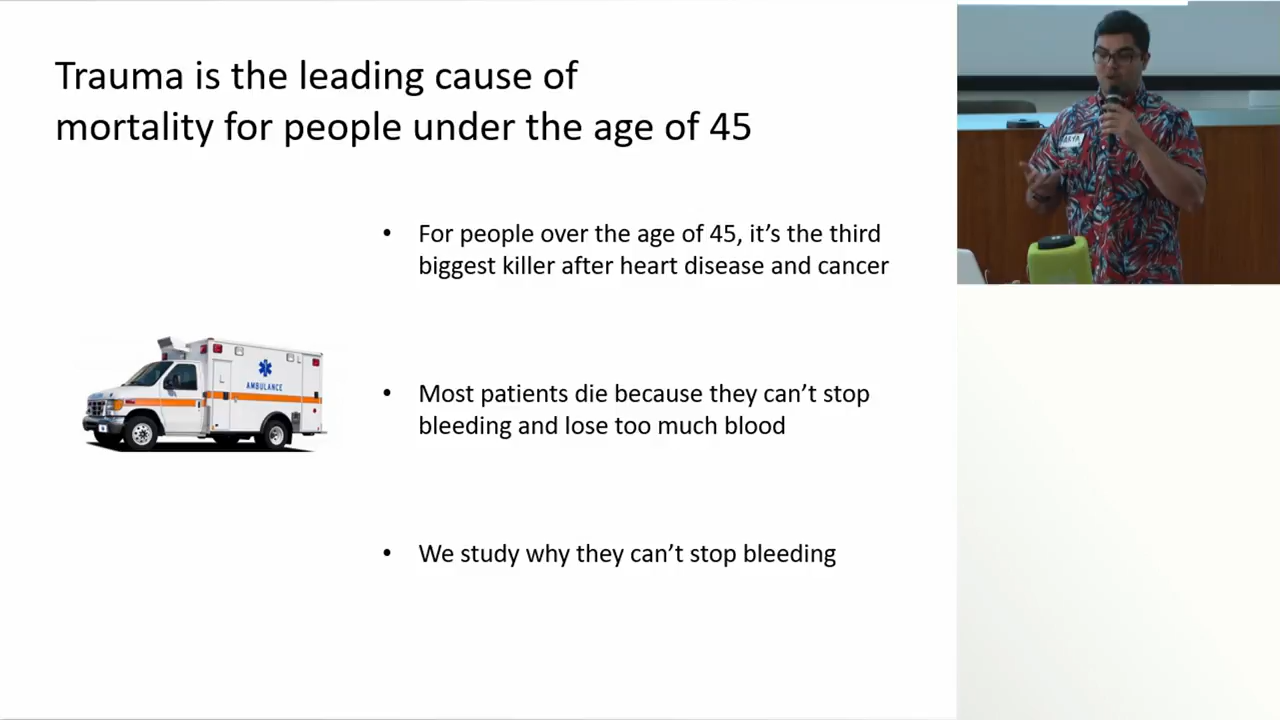 Trauma is the leading cause of
mortality for people under the age of 45
• For people over the age of 45, it’s the third
biggest killer after heart disease and cancer
AMBULANCE
• Most patients die because they can’t stop
bleeding and lose too much blood
• We study why they can’t stop bleeding